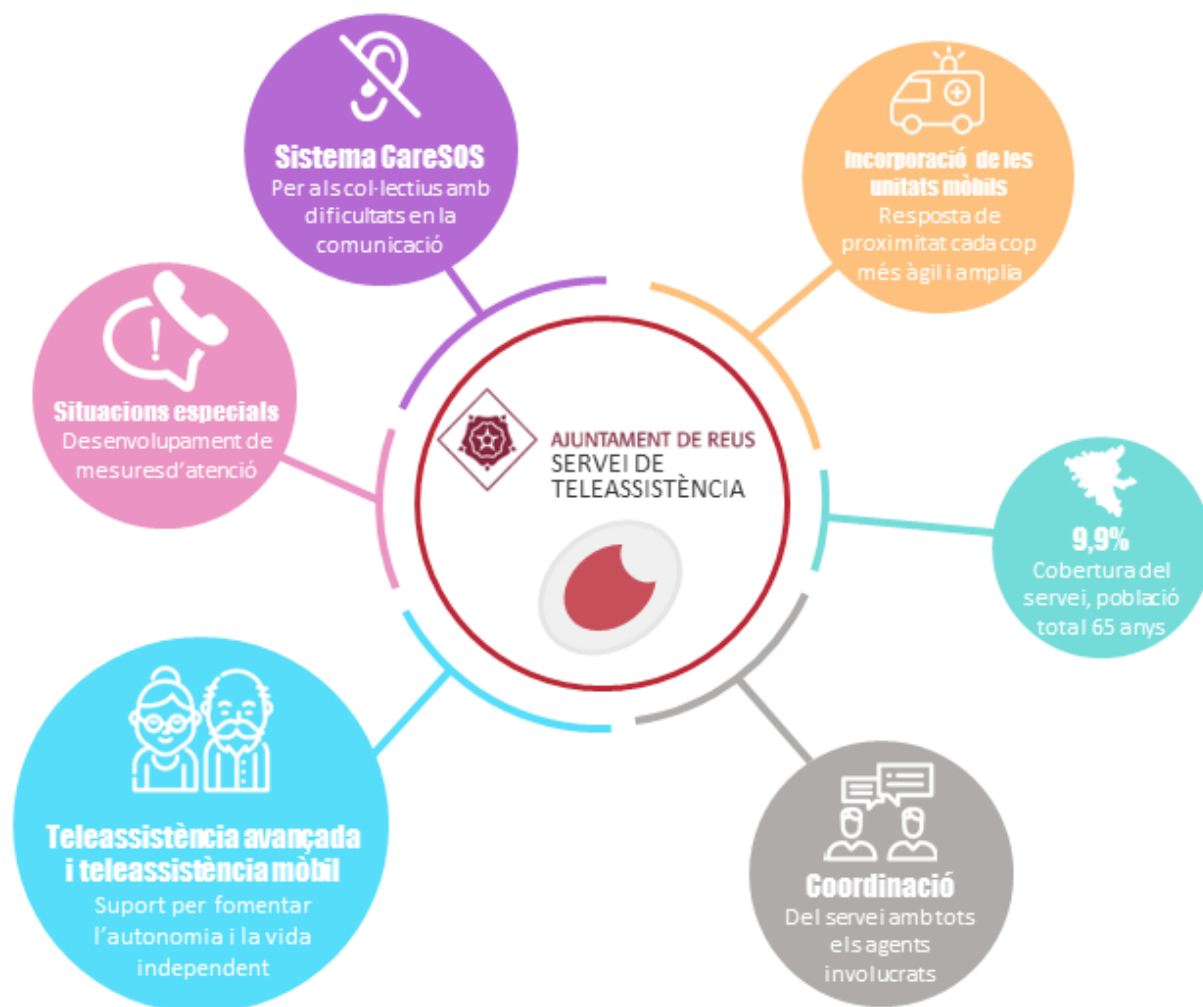 Sistema CareSOS
Per als col·lectius amb
dificultats en la
comunicació
Incorporació de les
unitats mòbils
Resposta de
proximitat cada cop
més àgil i amplia
Situacions especials
Desenvolupament de
mesures d'atenció
AJUNTAMENT DE REUS
SERVEI DE
TELEASSISTÈNCIA
9,9%
Cobertura del
servei, població
total 65 anys
Teleassistència avançada
i teleassistència mòbil
Suport per fomentar
l'autonomia i la vida
independent
Coordinació
Del servei amb tots
els agents
involucrats